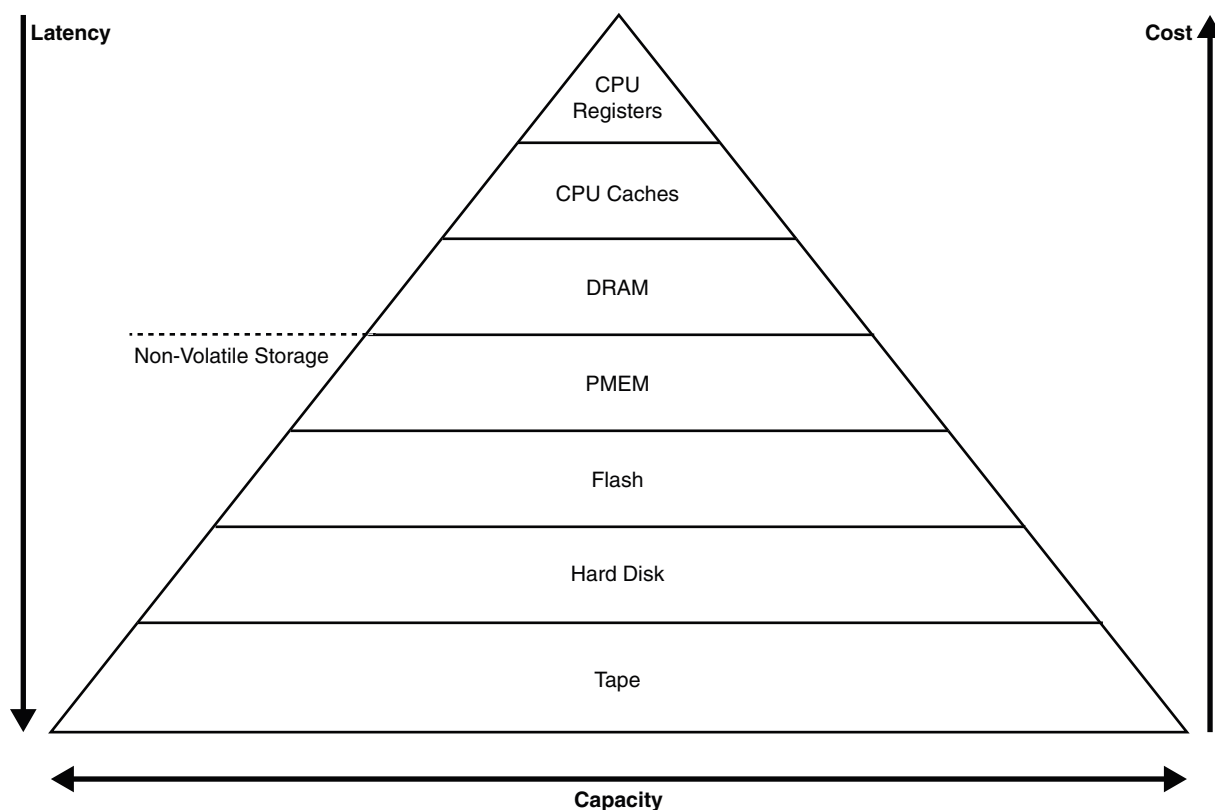 Latency
Cost
CPU
Registers
CPU Caches
DRAM
Non-Volatile Storage
PMEM
Flash
Hard Disk
Tape
Capacity